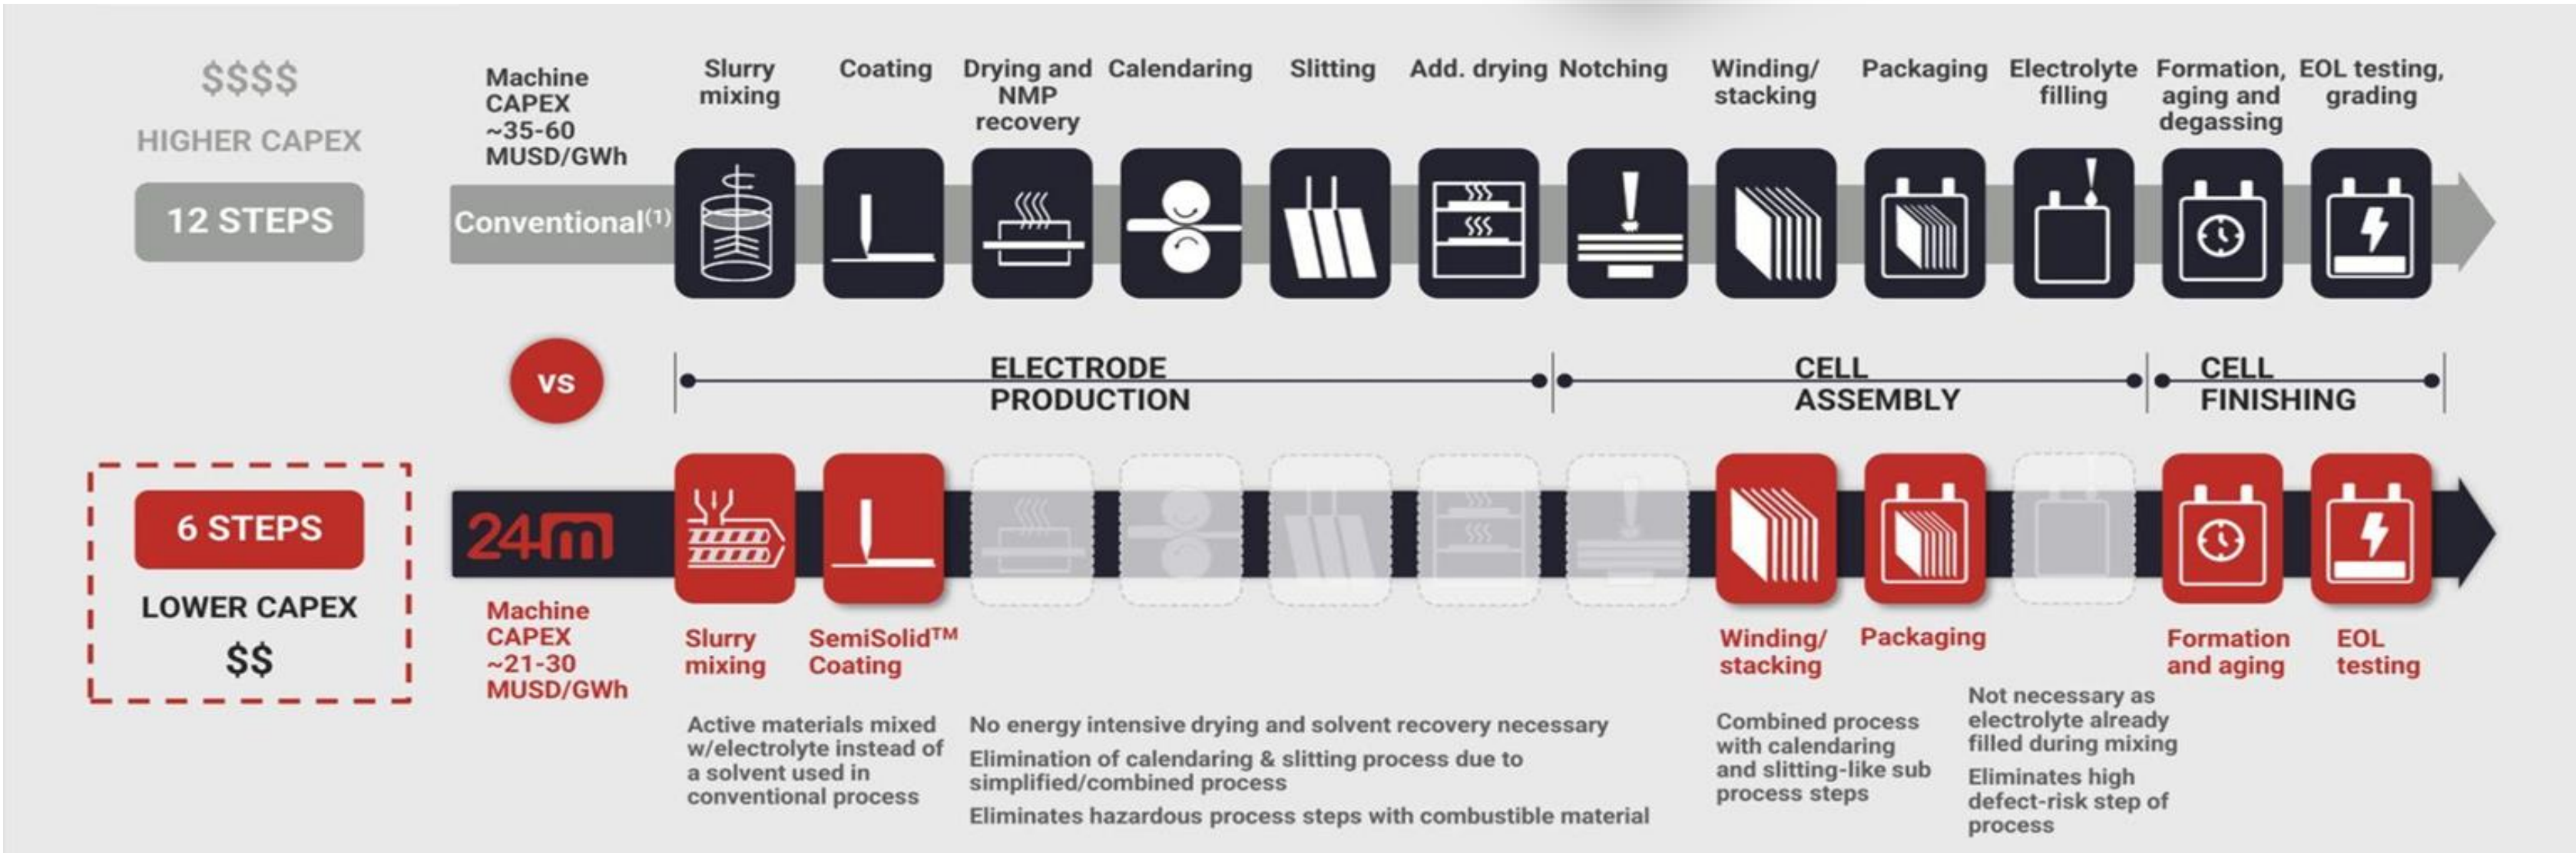 $$$$
HIGHER CAPEX
12 STEPS
Machine
CAPEX
~35-60
MUSD/GWh
Conventional(1)
Slurry
mixing
Coating
Drying and
NMP
recovery
Calendaring
Slitting
Add. drying
Notching
Winding/
stacking
Packaging
Electrolyte
filling
Formation,
aging and
degassing
EOL testing,
grading
vs
ELECTRODE
PRODUCTION
CELL
ASSEMBLY
CELL
FINISHING
6 STEPS
LOWER CAPEX
$$
24m
Machine
CAPEX
~21-30
MUSD/GWh
Slurry
mixing
SemiSolid™
Coating
Winding/
stacking
Packaging
Formation
and aging
EOL
testing
Active materials mixed
w/electrolyte instead of
a solvent used in
conventional process
No energy intensive drying and solvent recovery necessary
Elimination of calendaring & slitting process due to
simplified/combined process
Eliminates hazardous process steps with combustible material
Combined process
with calendaring
and slitting-like sub
process steps
Not necessary as
electrolyte already
filled during mixing
Eliminates high
defect-risk step of
process